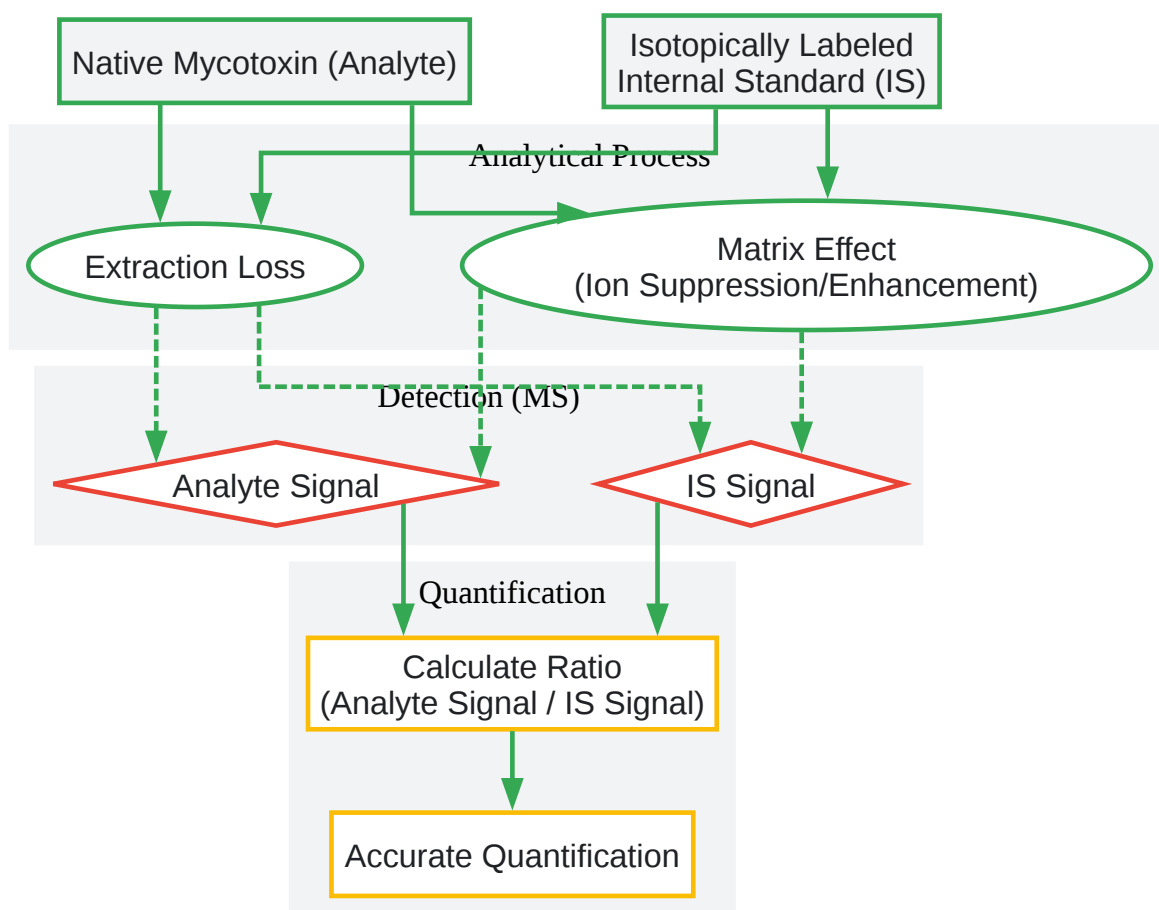 Native Mycotoxin (Analyte)
Isotopically Labeled
Internal Standard (IS)
Analytical Process
Extraction Loss
Matrix Effect
(Ion Suppression/Enhancement)
Detection (MS)
Analyte Signal
IS Signal
Quantification
Calculate Ratio
(Analyte Signal / IS Signal)
Accurate Quantification